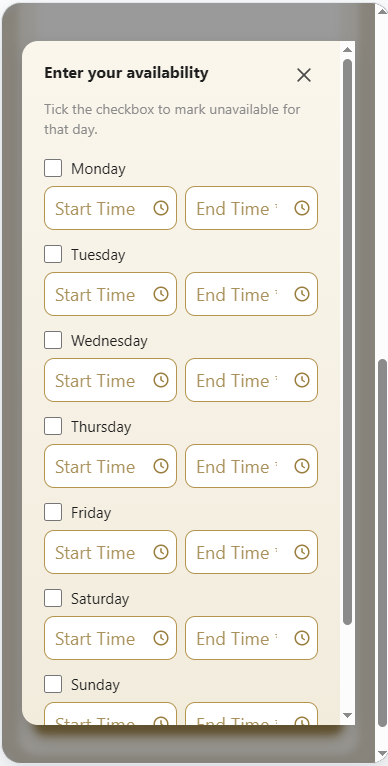 Enter your availability
Tick the checkbox to mark unavailable for
that day.
Monday
Start Time End Time *
Tuesday
Start Time End Time *
Wednesday
Start Time End Time *
Thursday
Start Time End Time *
Friday
Start Time End Time *
Saturday
Start Time End Time *
Sunday
Start Time End Time *